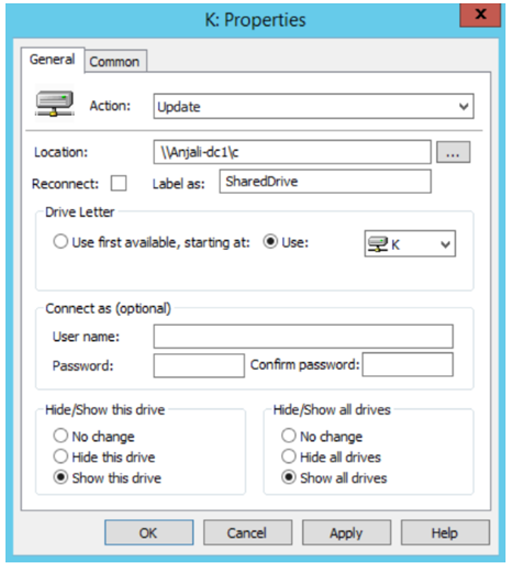 K: Properties
X
General Common
Action: Update
Location: \\Anjali-dc1\c ...
Reconnect: Label as: SharedDrive
Drive Letter
Use first available, starting at: Use: K
Connect as (optional)
User name:
Password: Confirm password:
Hide/Show this drive Hide/Show all drives
No change No change
Hide this drive Hide all drives
Show this drive Show all drives
OK Cancel Apply Help